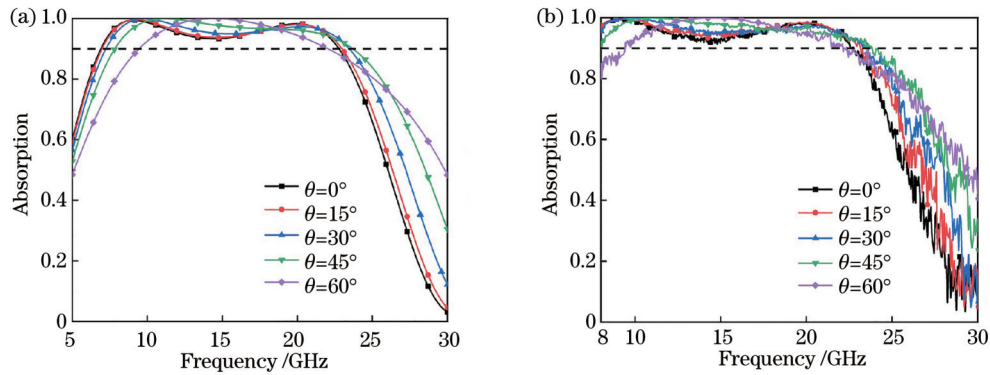 (a)
1.0
0.8
0.6
0.4
0.2
0
Absorption
θ=0°
θ=15°
θ=30°
θ=45°
θ=60°
5 10 15 20 25 30
Frequency /GHz
(b)
1.0
0.8
0.6
0.4
0.2
0
Absorption
θ=0°
θ=15°
θ=30°
θ=45°
θ=60°
8 10 15 20 25 30
Frequency /GHz